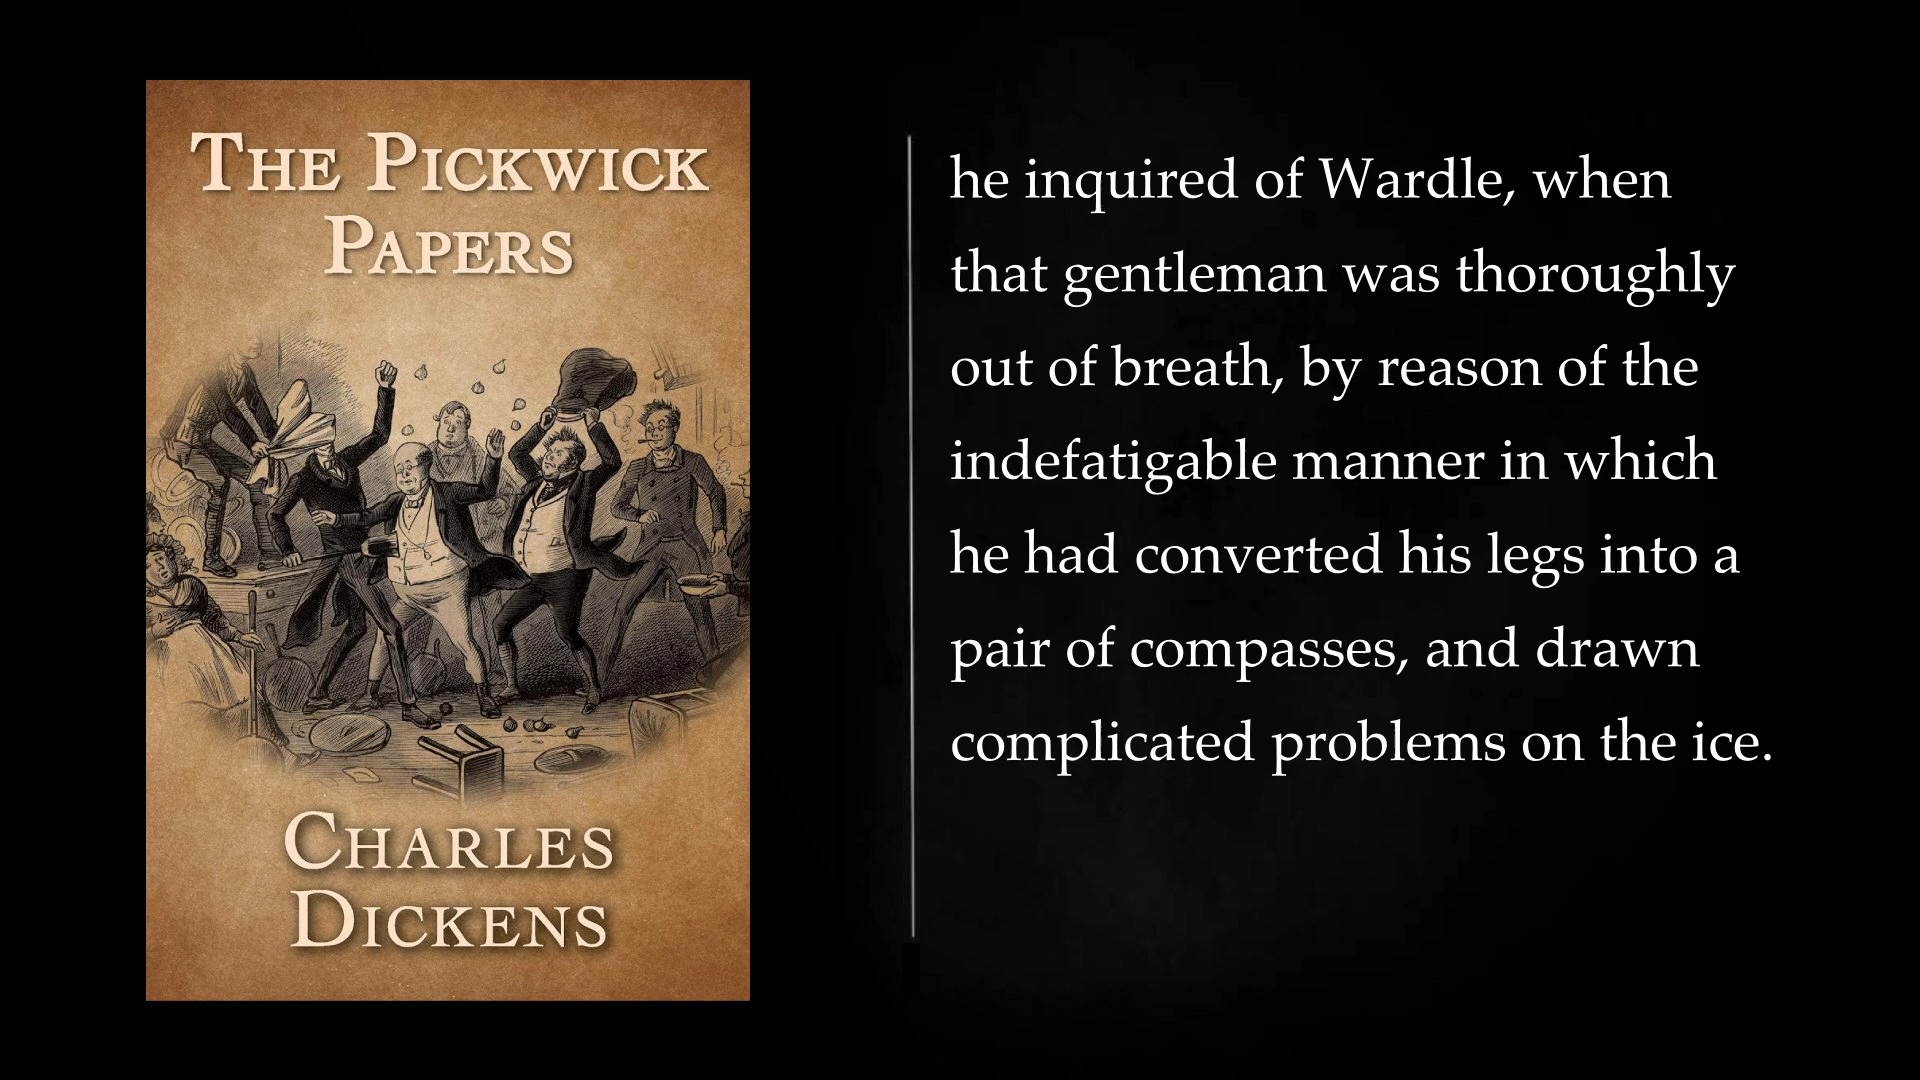 THE PICKWICK
PAPERS
CHARLES
DICKENS
he inquired of Wardle, when
that gentleman was thoroughly
out of breath, by reason of the
indefatigable manner in which
he had converted his legs into a
pair of compasses, and drawn
complicated problems on the ice.